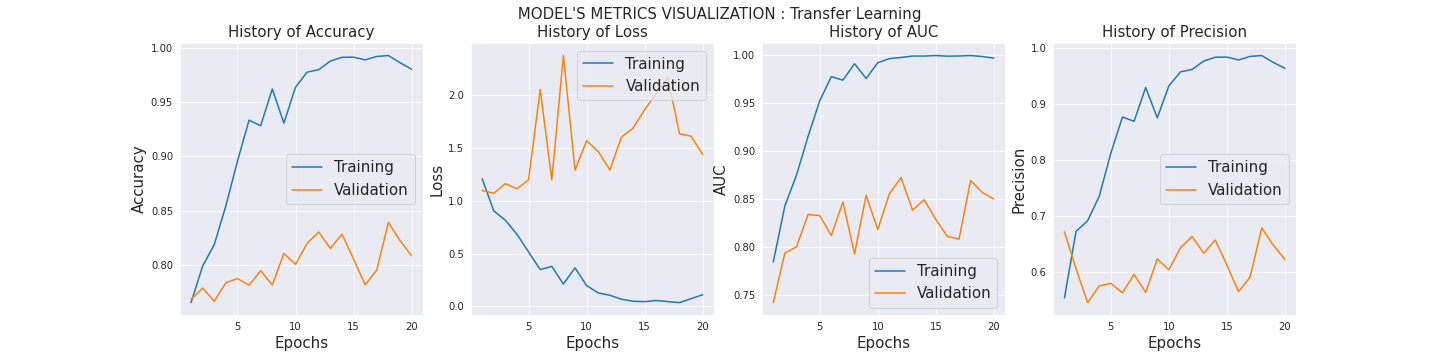 MODEL'S METRICS VISUALIZATION : Transfer Learning
History of Accuracy
1.00
0.95
0.90
0.85
0.80
Accuracy
Training
Validation
5
10
15
20
Epochs
History of Loss
2.0
1.5
1.0
0.5
0.0
Loss
Training
Validation
5
10
15
20
Epochs
History of AUC
1.00
0.95
0.90
0.85
0.80
0.75
AUC
Training
Validation
5
10
15
20
Epochs
History of Precision
1.0
0.9
0.8
0.7
0.6
Precision
Training
Validation
5
10
15
20
Epochs